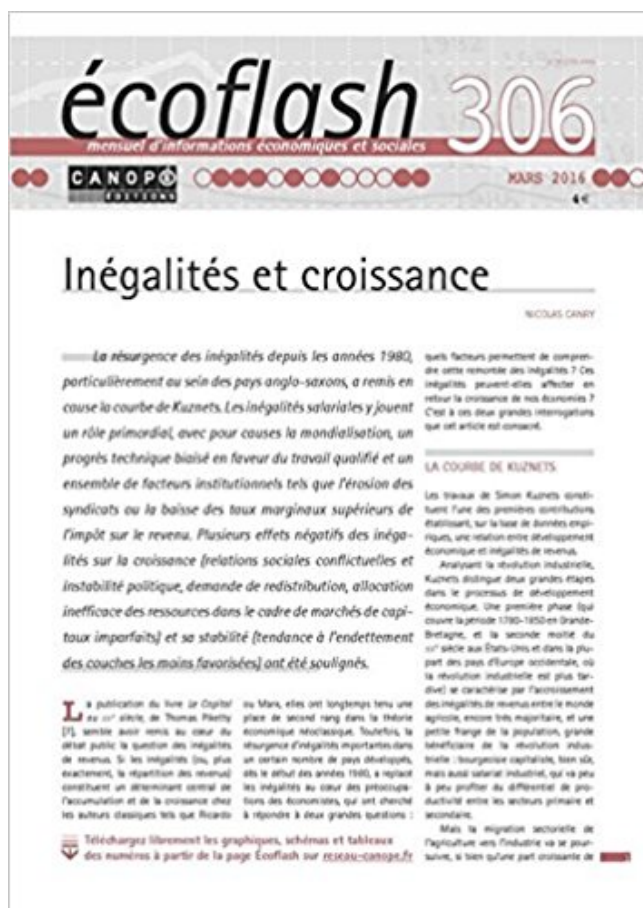 écoflash 306
mensuel d'informations économiques et sociales
CANOPÉ
ÉDITIONS
MARS 2016
4 €
Inégalités et croissance
NICOLAS CANRY
La résurgence des inégalités depuis les années 1980,
particulièrement au sein des pays anglo-saxons, a remis en
cause la courbe de Kuznets. Les inégalités salariales y jouent
un rôle primordial, avec pour causes la mondialisation, un
progrès technique biaisé en faveur du travail qualifié et un
ensemble de facteurs institutionnels tels que l'érosion des
syndicats ou la baisse des taux marginaux supérieurs de
l'impôt sur le revenu. Plusieurs effets négatifs des inéga-
lités sur la croissance (relations sociales conflictuelles et
instabilité politique, demande de redistribution, allocation
inefficace des ressources dans le cadre de marchés de capi-
taux imparfaits) et sa stabilité (tendance à l'endettement
des couches les moins favorisées) ont été soulignés.
La publication du livre Le Capital
au XXIe siècle, de Thomas Piketty
[7], semble avoir remis au cœur du
débat public la question des inégalités
de revenus. Si les inégalités (ou, plus
exactement, la répartition des revenus)
constituent un déterminant central de
l'accumulation et de la croissance chez
les auteurs classiques tels que Ricardo
ou Marx, elles ont longtemps tenu une
place de second rang dans la théorie
économique néoclassique. Toutefois, la
résurgence d'inégalités importantes dans
un certain nombre de pays développés,
dès le début des années 1980, a replacé
les inégalités au cœur des préoccupa-
tions des économistes, qui ont cherché
à répondre à deux grandes questions :
quels facteurs permettent de compren-
dre cette remontée des inégalités ? Ces
inégalités peuvent-elles affecter en
retour la croissance de nos économies ?
C'est à ces deux grandes interrogations
que cet article est consacré.
LA COURBE DE KUZNETS
Les travaux de Simon Kuznets consti-
tuent l'une des premières contributions
établissant, sur la base de données empi-
riques, une relation entre développement
économique et inégalités de revenus.
Analysant la révolution industrielle,
Kuznets distingue deux grandes étapes
dans le processus de développement
économique. Une première phase (qui
couvre la période 1780-1850 en Grande-
Bretagne, et la seconde moitié du
XIXe siècle aux États-Unis et dans la plu-
part des pays d'Europe occidentale, où
la révolution industrielle est plus tar-
dive) se caractérise par l'accroissement
des inégalités de revenus entre le monde
agricole, encore très majoritaire, et une
petite frange de la population, grande
bénéficiaire de la révolution indus-
trielle : bourgeoisie capitaliste, bien sûr,
mais aussi salariat industriel, qui va peu
à peu profiter du différentiel de pro-
ductivité entre les secteurs primaire et
secondaire.
Mais la migration sectorielle de
l'agriculture vers l'industrie va se pour-
suivre, si bien qu'une part croissante de
Téléchargez librement les graphiques, schémas et tableaux
des numéros à partir de la page Écoflash sur reseau-canope.fr